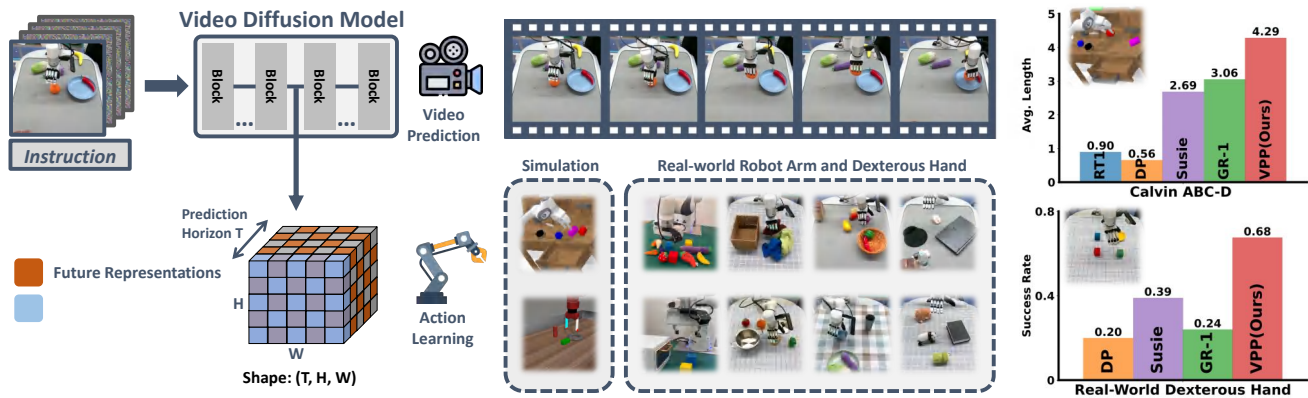 Video Diffusion Model
Block
Block
Block
Block
...
...
Instruction
Video
Prediction
Prediction
Horizon T
Future Representations
H
W
Shape: (T, H, W)
Action
Learning
Simulation
Real-world Robot Arm and Dexterous Hand
Avg. Length
5
4
3
2
1
0
0.90
0.56
2.69
3.06
4.29
RT1
DP
Susie
GR-1
VPP(Ours)
Calvin ABC-D
Success Rate
0.8
0.4
0
0.20
0.39
0.24
0.68
DP
Susie
GR-1
VPP(Ours)
Real-World Dexterous Hand